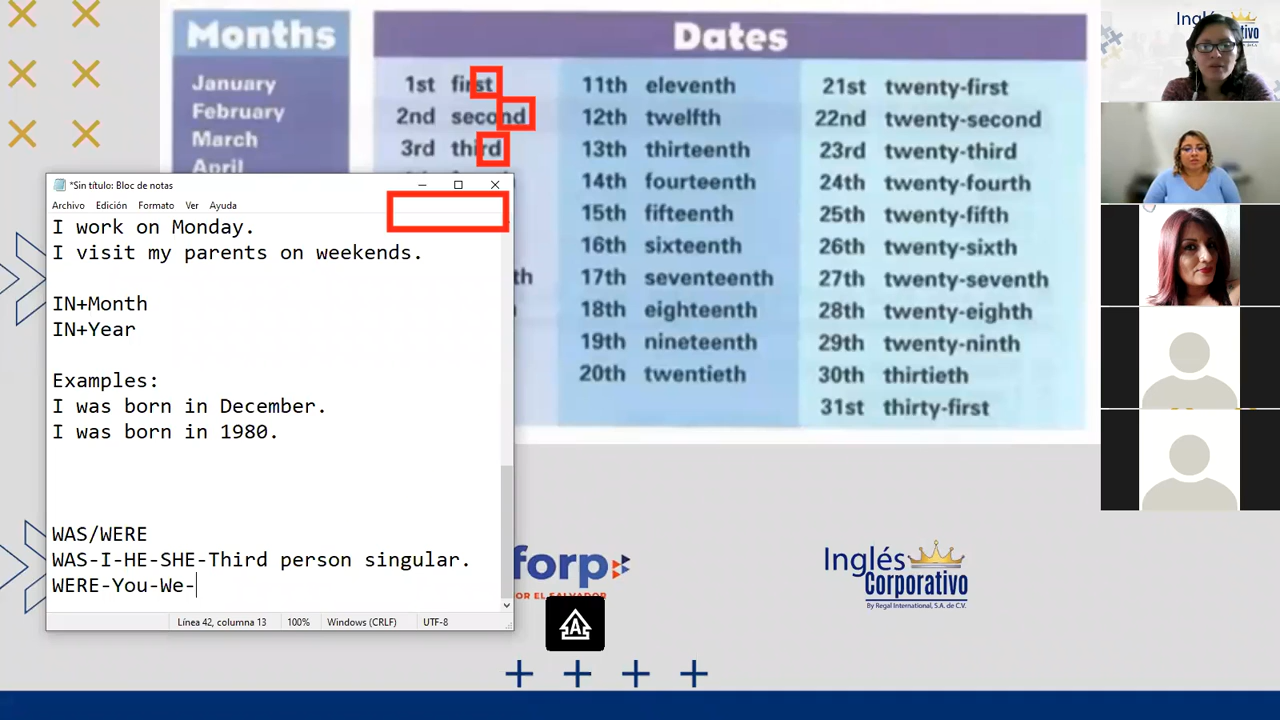 Months
January
February
March
April
Dates
1st first
2nd second
3rd third
th
11th eleventh
12th twelfth
13th thirteenth
14th fourteenth
15th fifteenth
16th sixteenth
17th seventeenth
18th eighteenth
19th nineteenth
20th twentieth
21st twenty-first
22nd twenty-second
23rd twenty-third
24th twenty-fourth
25th twenty-fifth
26th twenty-sixth
27th twenty-seventh
28th twenty-eighth
29th twenty-ninth
30th thirtieth
31st thirty-first
*Sin título: Bloc de notas
Archivo Edición Formato Ver Ayuda
I work on Monday.
I visit my parents on weekends.
IN+Month
IN+Year
Examples:
I was born in December.
I was born in 1980.
WAS/WERE
WAS-I-HE-SHE-Third person singular.
WERE-You-We-
Línea 42, columna 13 100% Windows (CRLF) UTF-8
forp
OR EL SALVADOR
A
Inglés
Corporativo
By Regal International, S.A. de C.V.